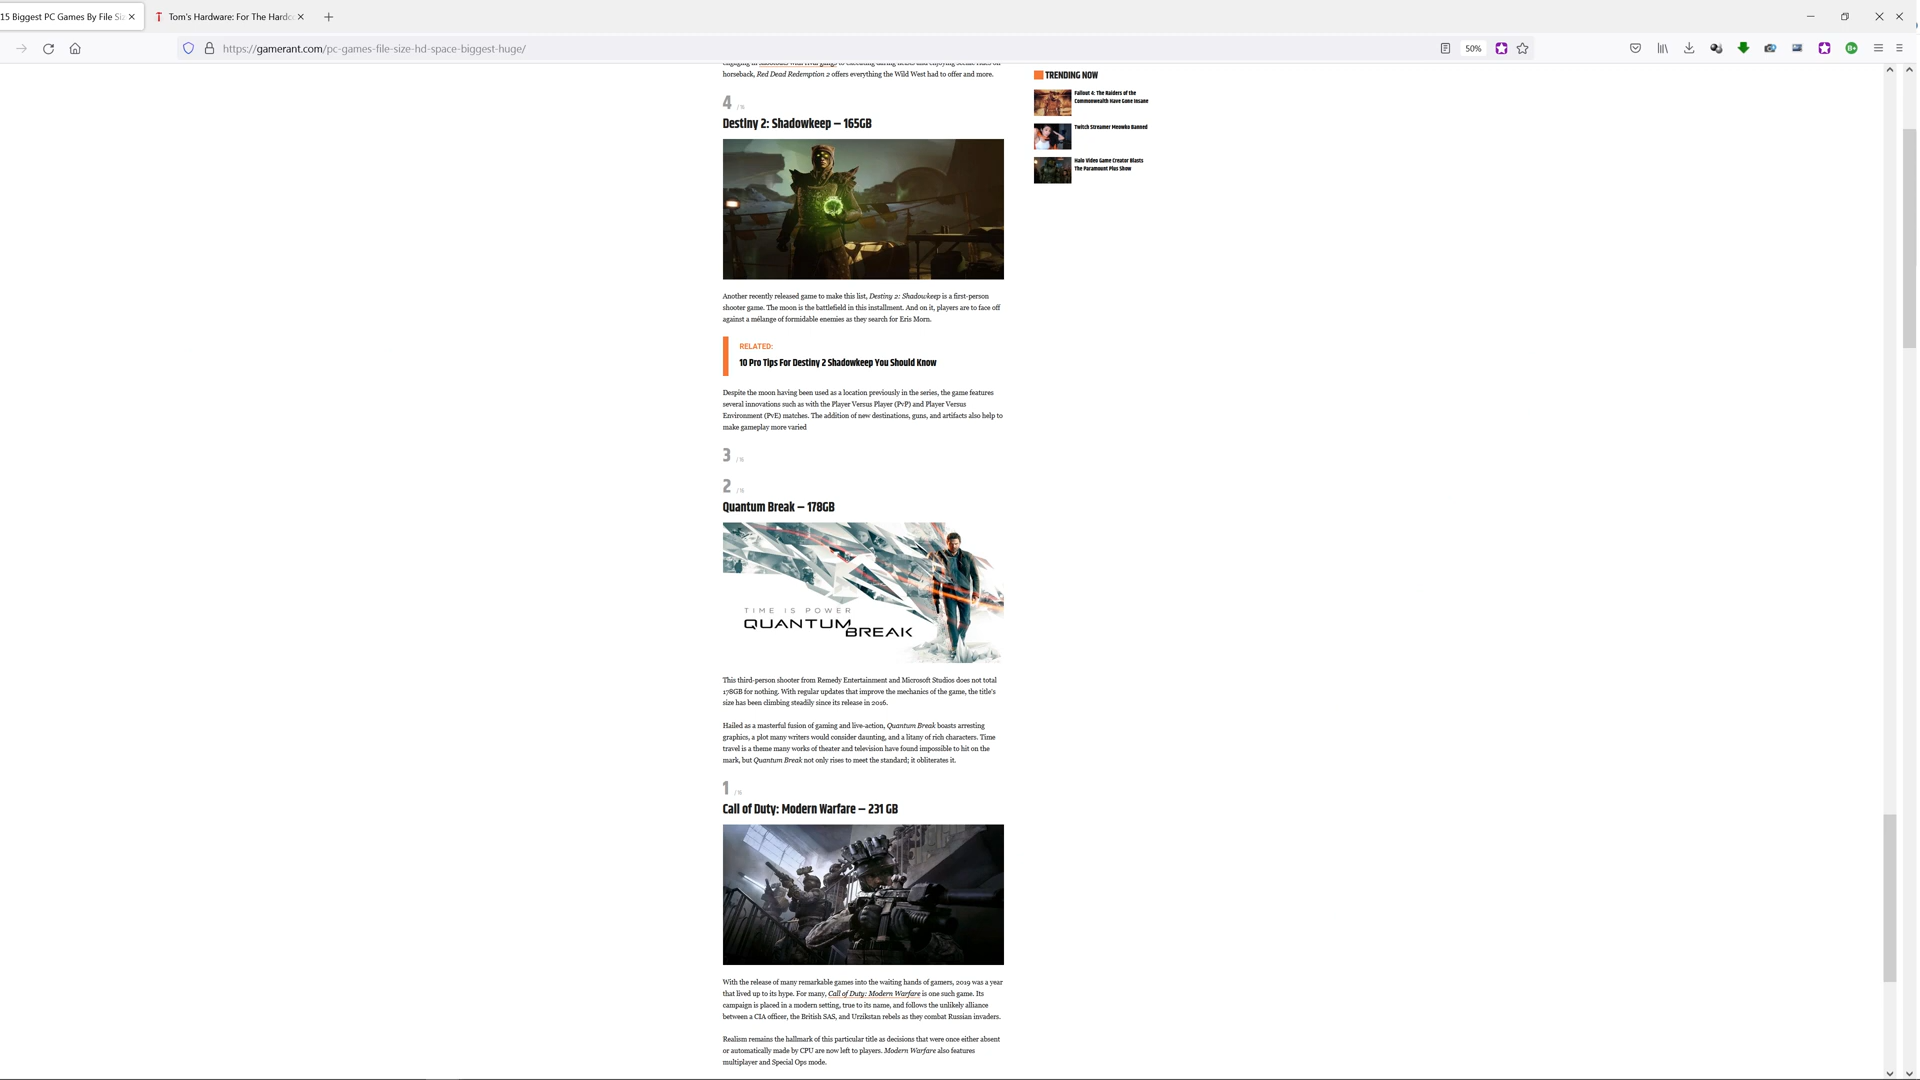 15 Biggest PC Games By File Siz
Tom's Hardware: For The Hardc
https://gamerant.com/pc-games-file-size-hd-space-biggest-huge/
50%
horseback, Red Dead Redemption 2 offers everything the Wild West had to offer and more.
4 / 16
Destiny 2: Shadowkeep – 165GB
Another recently released game to make this list, Destiny 2: Shadowkeep is a first-person
shooter game. The moon is the battlefield in this installment. And on it, players are to face off
against a mélange of formidable enemies as they search for Eris Morn.
RELATED:
10 Pro Tips For Destiny 2 Shadowkeep You Should Know
Despite the moon having been used as a location previously in the series, the game features
several innovations such as with the Player Versus Player (PvP) and Player Versus
Environment (PvE) matches. The addition of new destinations, guns, and artifacts also help to
make gameplay more varied
3 / 16
2 / 16
Quantum Break – 178GB
TIME IS POWER
QUANTUM
BREAK
This third-person shooter from Remedy Entertainment and Microsoft Studios does not total
178GB for nothing. With regular updates that improve the mechanics of the game, the title's
size has been climbing steadily since its release in 2016.
Hailed as a masterful fusion of gaming and live-action, Quantum Break boasts arresting
graphics, a plot many writers would consider daunting, and a litany of rich characters. Time
travel is a theme many works of theater and television have found impossible to hit on the
mark, but Quantum Break not only rises to meet the standard; it obliterates it.
1 / 16
Call of Duty: Modern Warfare – 231 GB
With the release of many remarkable games into the waiting hands of gamers, 2019 was a year
that lived up to its hype. For many, Call of Duty: Modern Warfare is one such game. Its
campaign is placed in a modern setting, true to its name, and follows the unlikely alliance
between a CIA officer, the British SAS, and Urzikstan rebels as they combat Russian invaders.
Realism remains the hallmark of this particular title as decisions that were once either absent
or automatically made by CPU are now left to players. Modern Warfare also features
multiplayer and Special Ops mode.
TRENDING NOW
Fallout 4: The Raiders of the
Commonwealth Have Gone Insane
Twitch Streamer Meowko Banned
Halo Video Game Creator Blasts
The Paramount Plus Show